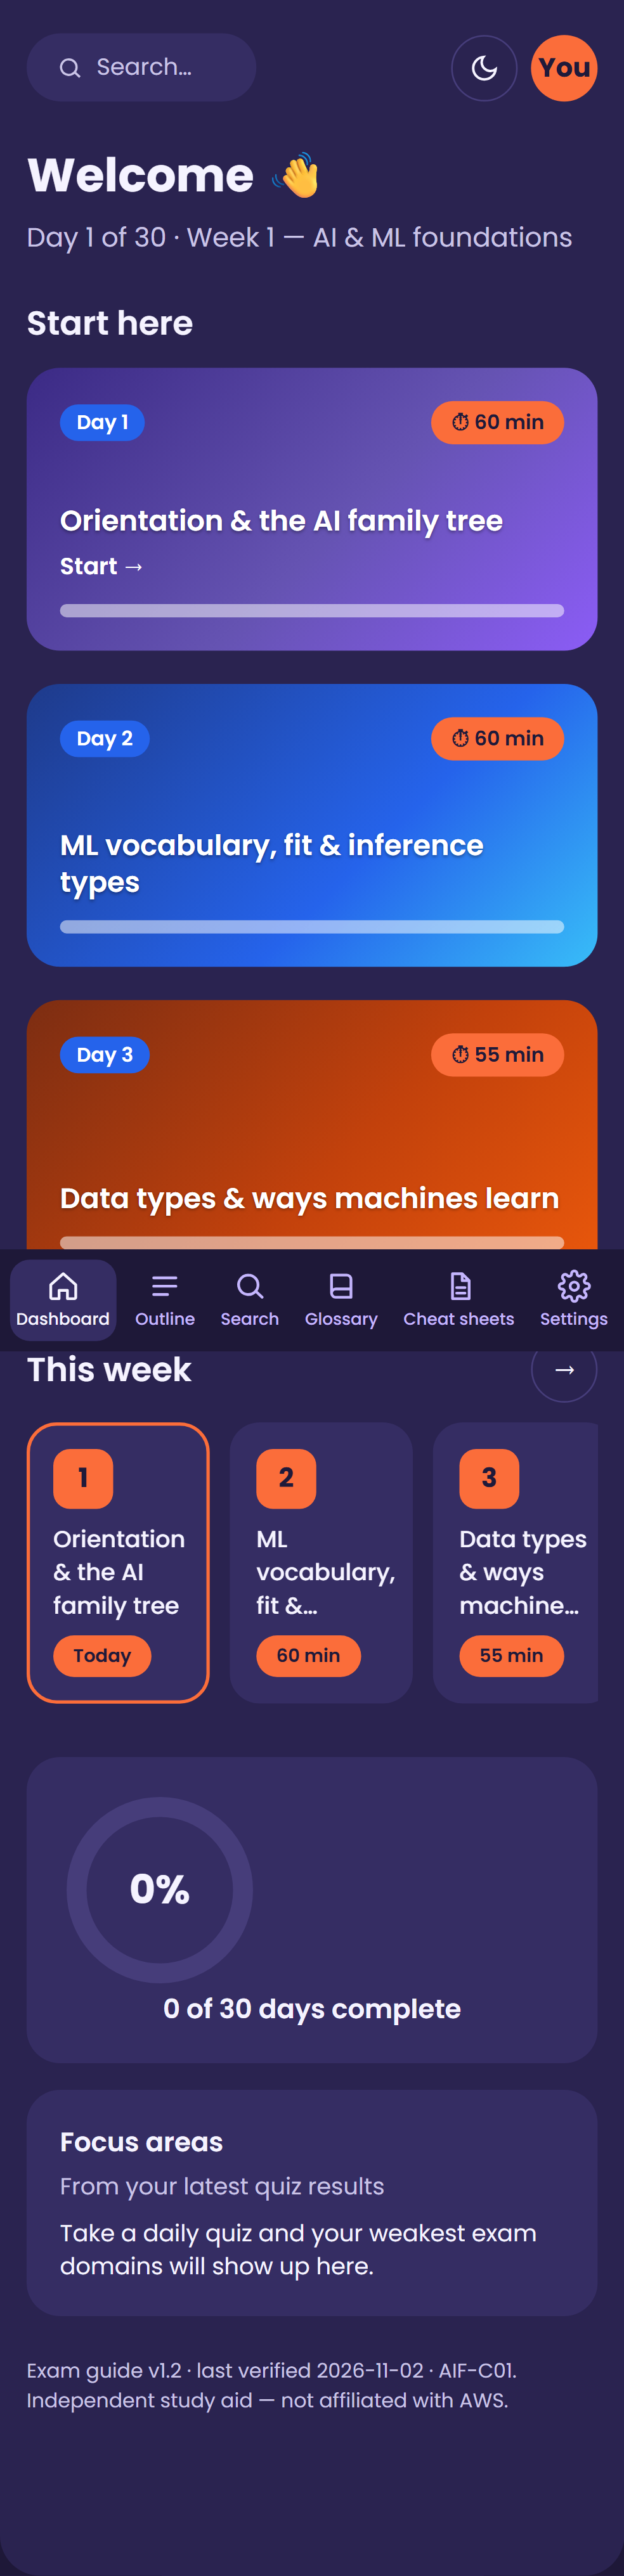 Search...
You
Welcome 👋
Day 1 of 30 · Week 1 — AI & ML foundations
Start here
Day 1
⏱ 60 min
Orientation & the AI family tree
Start →
Day 2
⏱ 60 min
ML vocabulary, fit & inference
types
Day 3
⏱ 55 min
Data types & ways machines learn
Dashboard
Outline
Search
Glossary
Cheat sheets
Settings
This week
→
1
Orientation
& the AI
family tree
Today
2
ML
vocabulary,
fit &...
60 min
3
Data types
& ways
machine...
55 min
0%
0 of 30 days complete
Focus areas
From your latest quiz results
Take a daily quiz and your weakest exam
domains will show up here.
Exam guide v1.2 · last verified 2026-11-02 · AIF-C01.
Independent study aid — not affiliated with AWS.